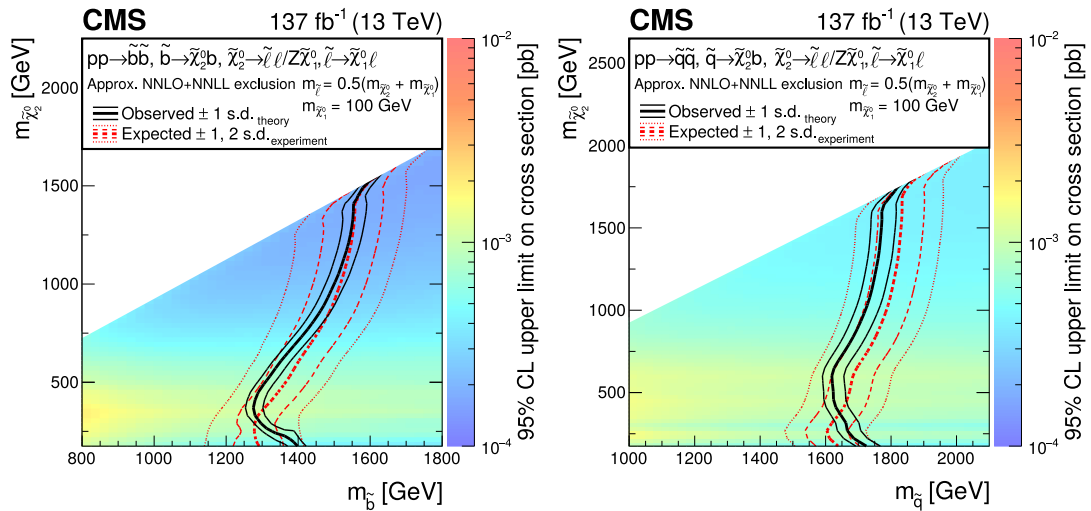 CMS 137 fb⁻¹ (13 TeV)
pp→b̃b̃, b̃→χ̃⁰₂b, χ̃⁰₂→ℓ̃ℓ/Zχ̃⁰₁, ℓ̃→χ̃⁰₁ℓ
Approx. NNLO+NNLL exclusion m_ℓ̃ = 0.5(m_χ̃⁰₂ + m_χ̃⁰₁)
Observed ± 1 s.d. theory m_χ̃⁰₁ = 100 GeV
Expected ± 1, 2 s.d. experiment
m_χ̃⁰₂ [GeV]
2000
1500
1000
500
800 1000 1200 1400 1600 1800
m_b̃ [GeV]
10⁻²
10⁻³
10⁻⁴
95% CL upper limit on cross section [pb]
CMS 137 fb⁻¹ (13 TeV)
pp→q̃q̃, q̃→χ̃⁰₂b, χ̃⁰₂→ℓ̃ℓ/Zχ̃⁰₁, ℓ̃→χ̃⁰₁ℓ
Approx. NNLO+NNLL exclusion m_ℓ̃ = 0.5(m_χ̃⁰₂ + m_χ̃⁰₁)
Observed ± 1 s.d. theory m_χ̃⁰₁ = 100 GeV
Expected ± 1, 2 s.d. experiment
m_χ̃⁰₂ [GeV]
2500
2000
1500
1000
500
1000 1200 1400 1600 1800 2000
m_q̃ [GeV]
10⁻²
10⁻³
10⁻⁴
95% CL upper limit on cross section [pb]